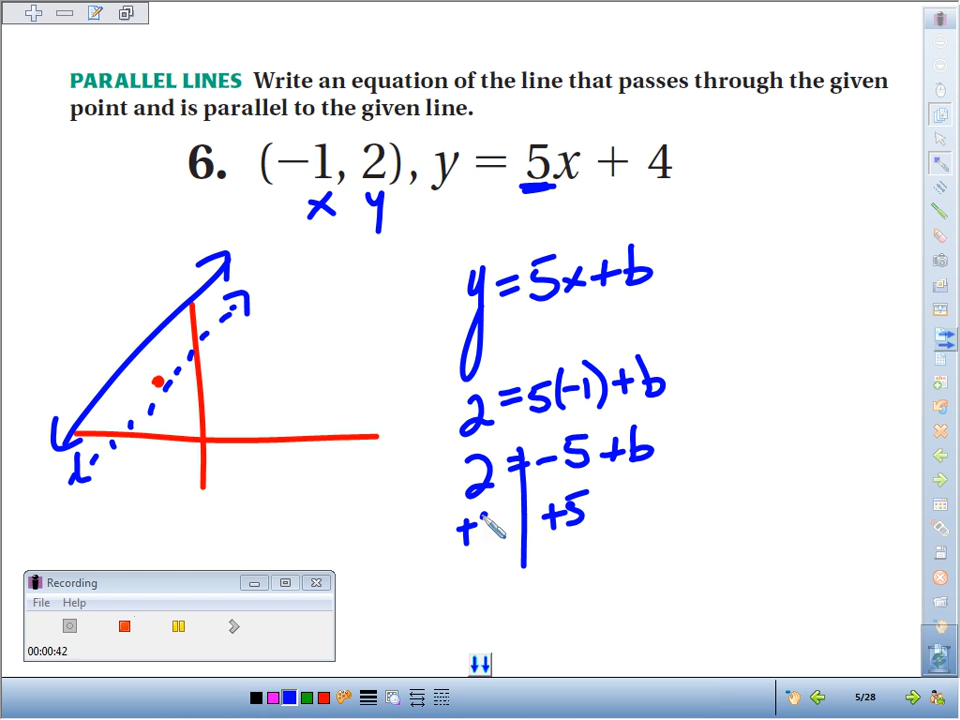 PARALLEL LINES Write an equation of the line that passes through the given
point and is parallel to the given line.
6. (−1, 2), y = 5x + 4
x y
y = 5x + b
2 = 5(-1) + b
2 = -5 + b
+ +5
Recording
File Help
00:00:42
5/28